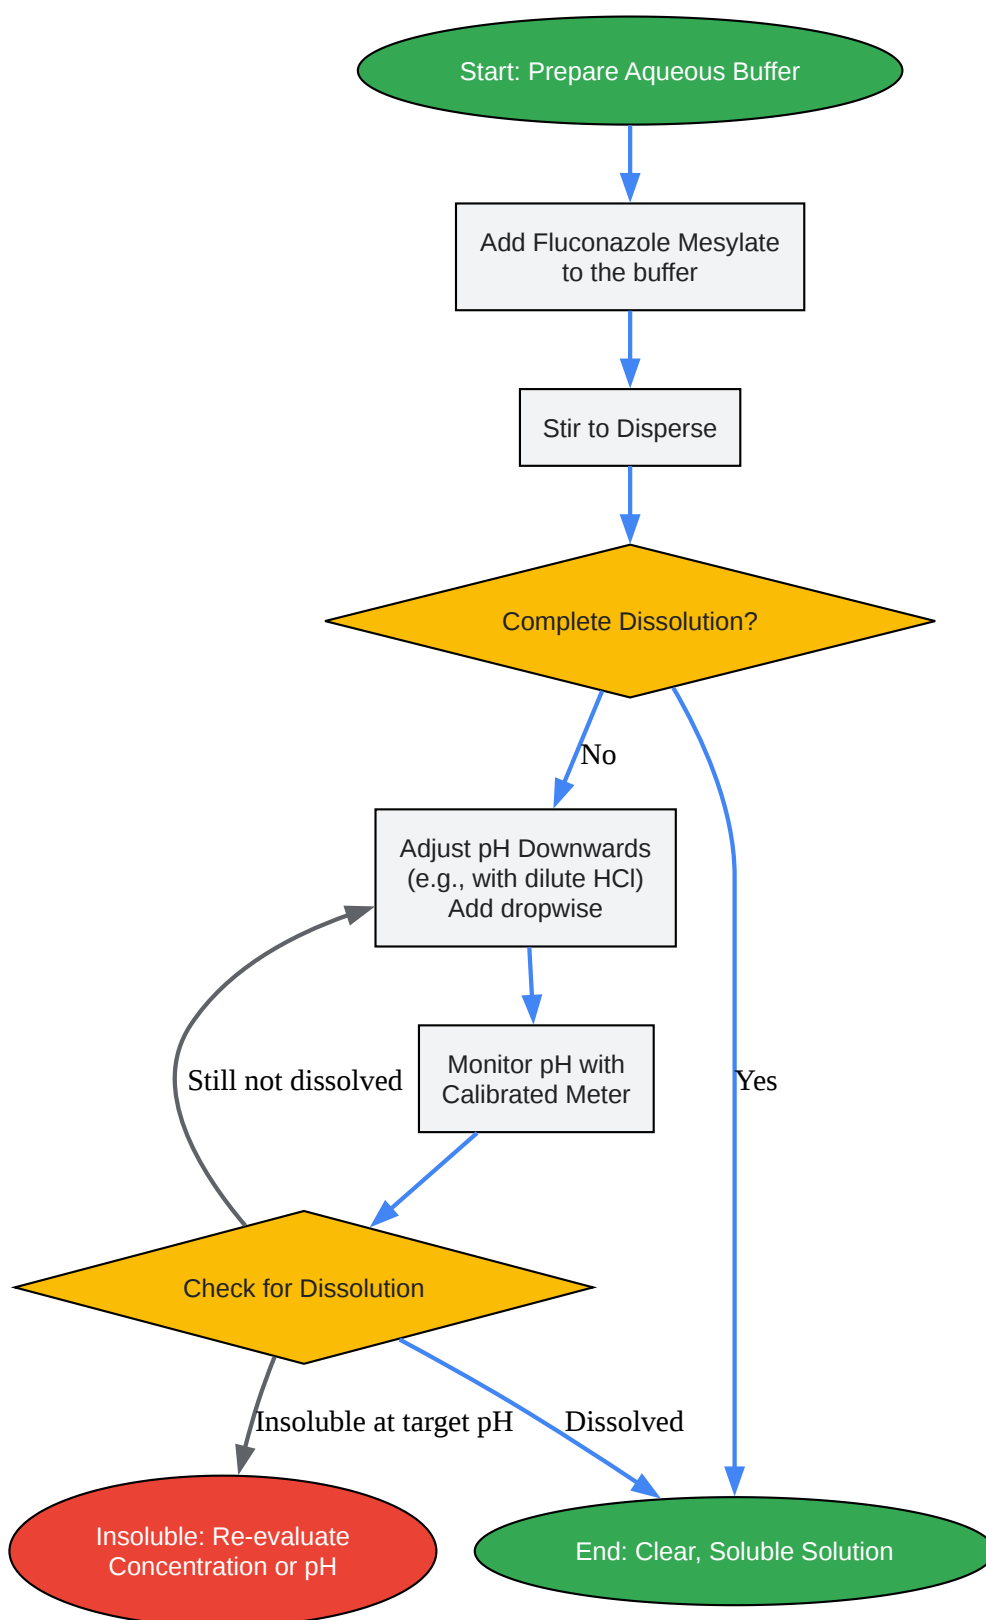 Start: Prepare Aqueous Buffer
Add Fluconazole Mesylate
to the buffer
Stir to Disperse
Complete Dissolution?
No
Adjust pH Downwards
(e.g., with dilute HCl)
Add dropwise
Monitor pH with
Calibrated Meter
Still not dissolved
Yes
Check for Dissolution
Insoluble at target pH
Dissolved
Insoluble: Re-evaluate
Concentration or pH
End: Clear, Soluble Solution